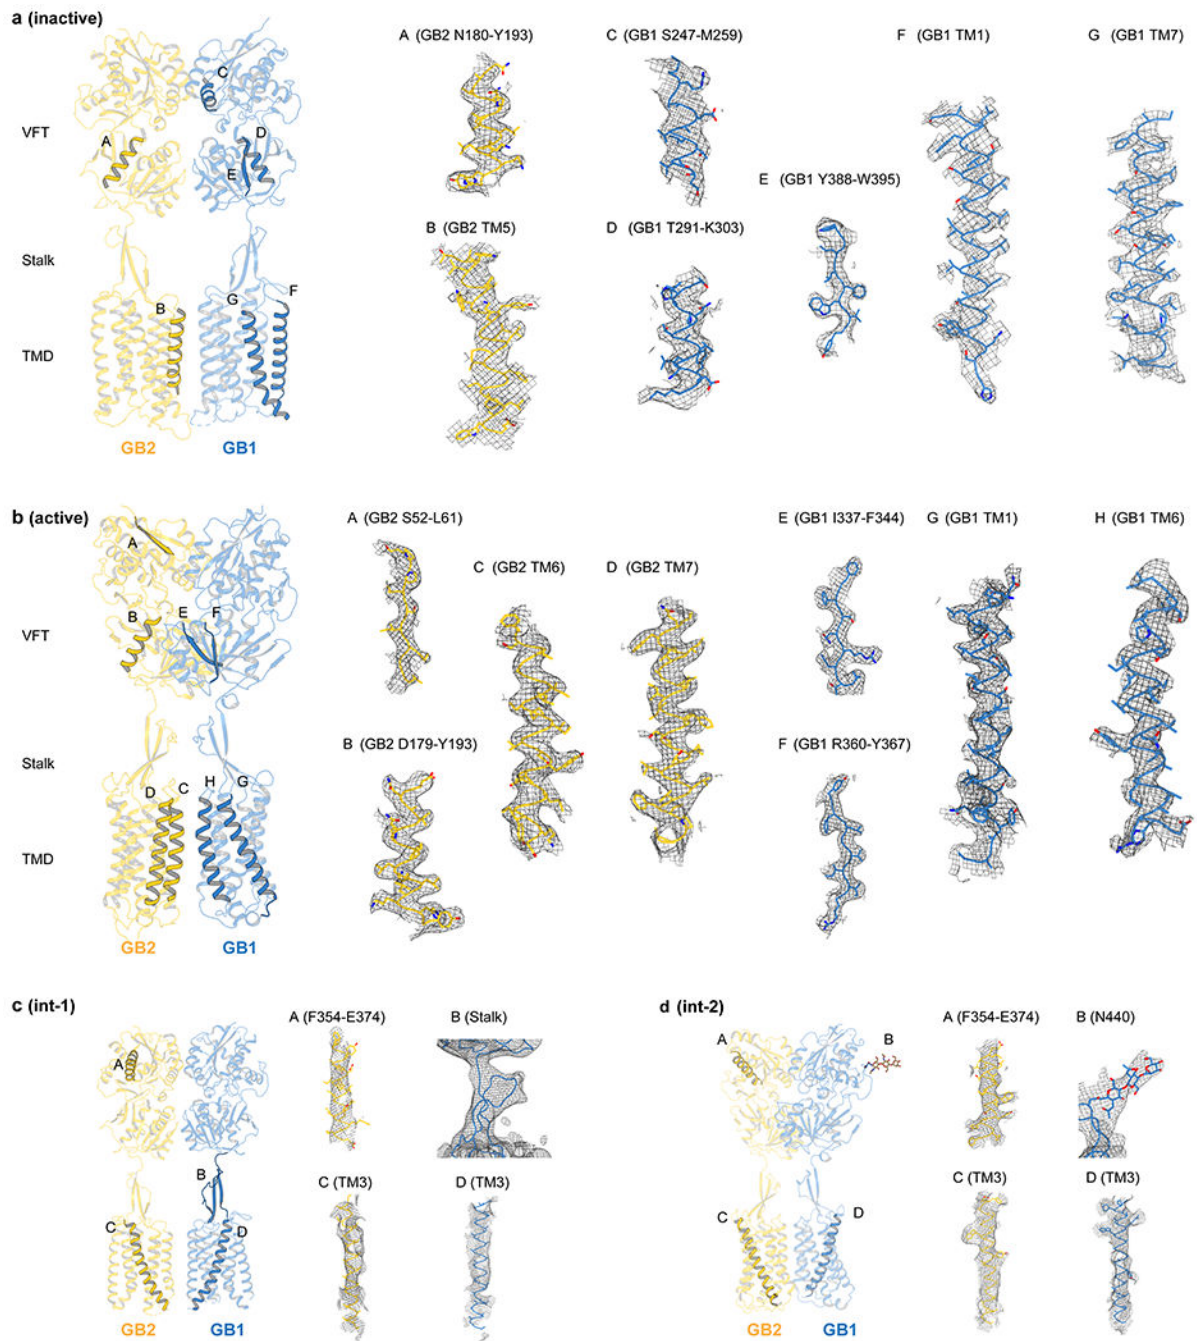 a (inactive)
A (GB2 N180-Y193)
C (GB1 S247-M259)
F (GB1 TM1)
G (GB1 TM7)
C
VFT
A
D
E
E (GB1 Y388-W395)
B (GB2 TM5)
D (GB1 T291-K303)
Stalk
G
F
B
TMD
GB2
GB1
b (active)
A (GB2 S52-L61)
E (GB1 I337-F344)
G (GB1 TM1)
H (GB1 TM6)
A
C (GB2 TM6)
D (GB2 TM7)
B
E
F
VFT
B (GB2 D179-Y193)
F (GB1 R360-Y367)
Stalk
D
C
H
G
TMD
GB2
GB1
c (int-1)
A (F354-E374)
B (Stalk)
A
B
C (TM3)
D (TM3)
C
D
GB2
GB1
d (int-2)
A (F354-E374)
B (N440)
A
B
C (TM3)
D (TM3)
C
D
GB2
GB1